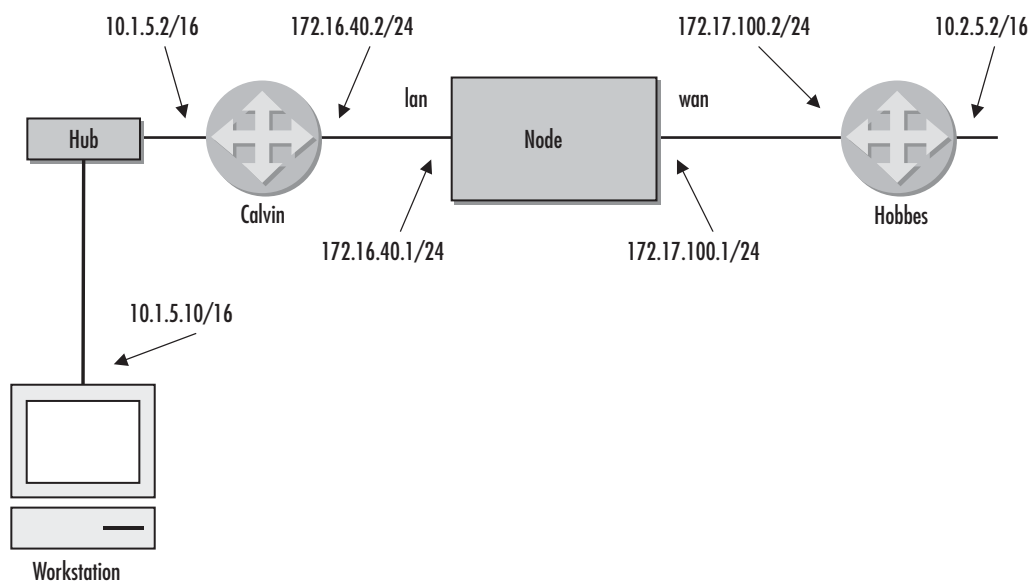 10.1.5.2/16
172.16.40.2/24
172.17.100.2/24
10.2.5.2/16
lan
wan
Hub
Node
Calvin
Hobbes
172.16.40.1/24
172.17.100.1/24
10.1.5.10/16
Workstation